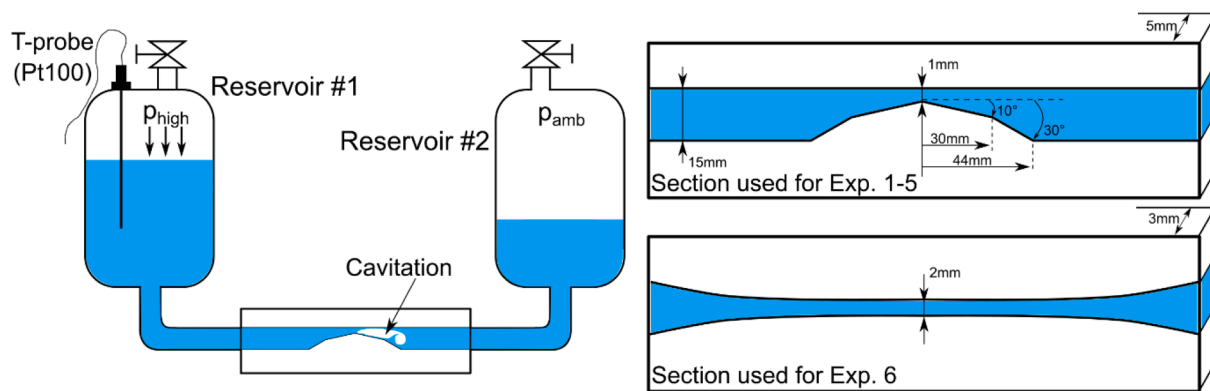 T-probe
(Pt100)
Reservoir #1
p_high
Reservoir #2
p_amb
Cavitation
5mm
1mm
10°
30°
30mm
15mm
44mm
Section used for Exp. 1-5
3mm
2mm
Section used for Exp. 6